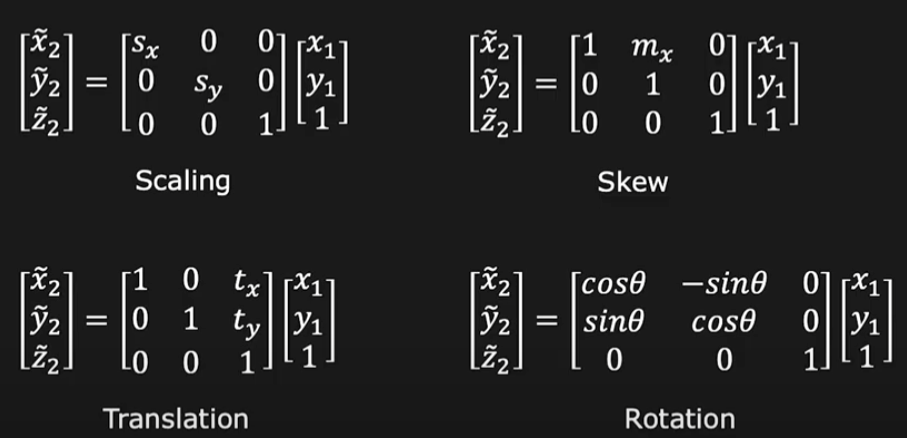 [x̃₂ ỹ₂ z̃₂] = [sₓ 0 0; 0 s_y 0; 0 0 1] [x₁ y₁ 1]
Scaling
[x̃₂ ỹ₂ z̃₂] = [1 mₓ 0; 0 1 0; 0 0 1] [x₁ y₁ 1]
Skew
[x̃₂ ỹ₂ z̃₂] = [1 0 tₓ; 0 1 t_y; 0 0 1] [x₁ y₁ 1]
Translation
[x̃₂ ỹ₂ z̃₂] = [cosθ −sinθ 0; sinθ cosθ 0; 0 0 1] [x₁ y₁ 1]
Rotation